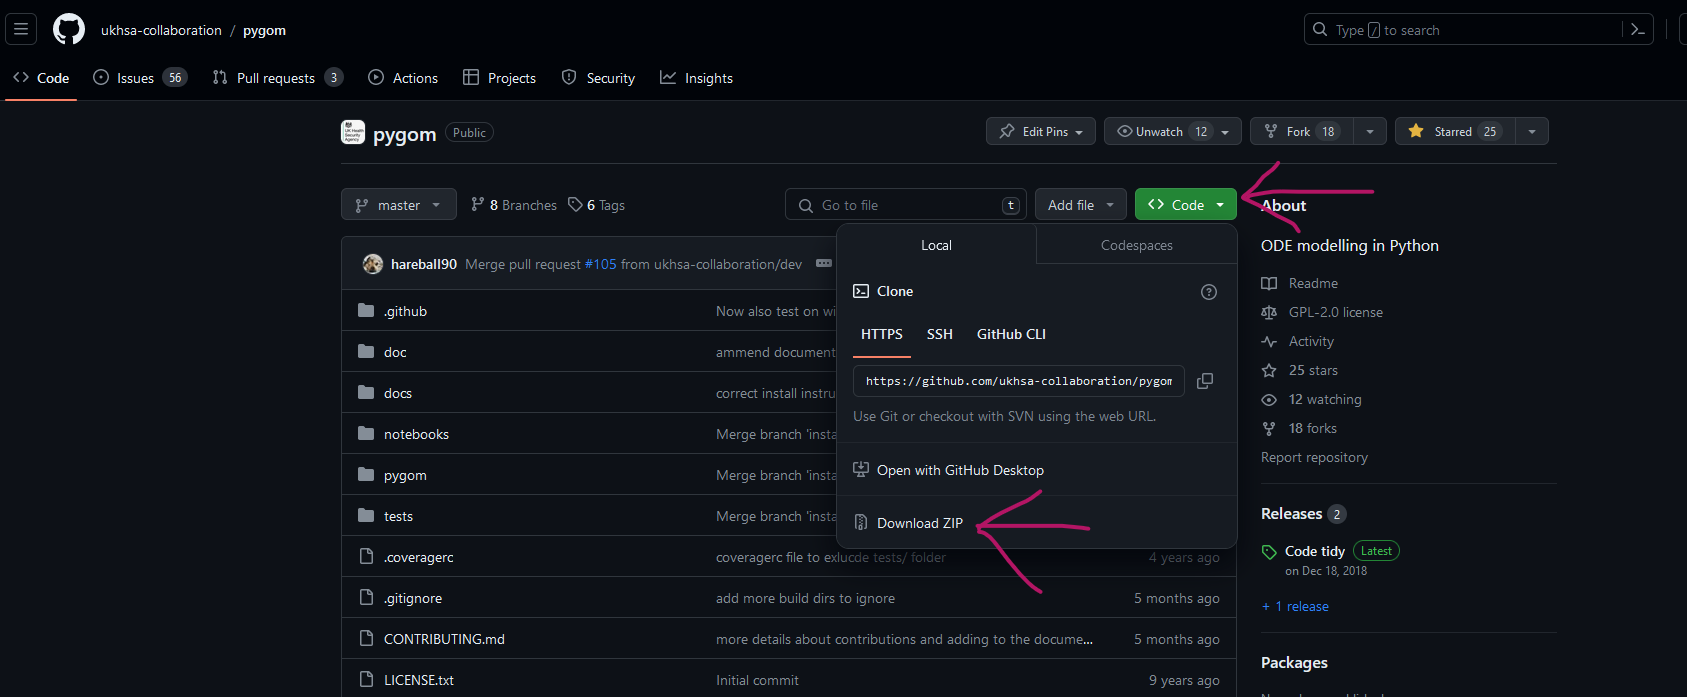 ukhsa-collaboration / pygom
Type / to search
Code Issues 56 Pull requests 3 Actions Projects Security Insights
pygom Public
Edit Pins Unwatch 12 Fork 18 Starred 25
master 8 Branches 6 Tags Go to file t Add file Code
hareball90 Merge pull request #105 from ukhsa-collaboration/dev
.github Now also test on wi
doc ammend document
docs correct install instru
notebooks Merge branch 'insta
pygom Merge branch 'insta
tests Merge branch 'insta
.coveragerc coveragerc file to exlucde tests/ folder 4 years ago
.gitignore add more build dirs to ignore 5 months ago
CONTRIBUTING.md more details about contributions and adding to the docume... 5 months ago
LICENSE.txt Initial commit 9 years ago
Local Codespaces
Clone
HTTPS SSH GitHub CLI
https://github.com/ukhsa-collaboration/pygom
Use Git or checkout with SVN using the web URL.
Open with GitHub Desktop
Download ZIP
About
ODE modelling in Python
Readme
GPL-2.0 license
Activity
25 stars
12 watching
18 forks
Report repository
Releases 2
Code tidy Latest
on Dec 18, 2018
+ 1 release
Packages